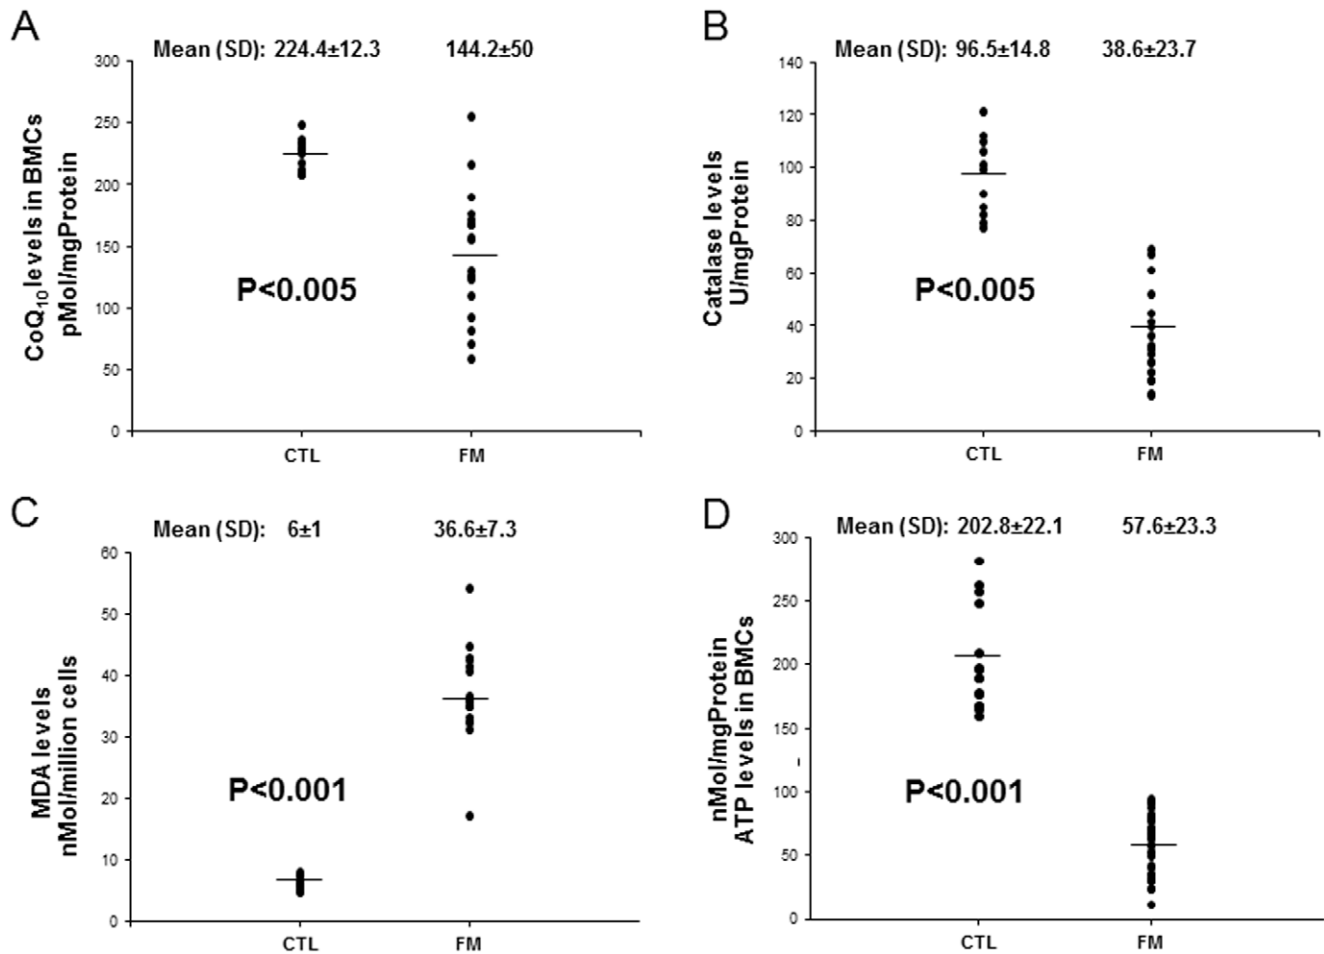 A
Mean (SD): 224.4±12.3 144.2±50
300
250
200
150
100
50
0
CoQ10 levels in BMCs
pMol/mgProtein
P<0.005
CTL FM
B
Mean (SD): 96.5±14.8 38.6±23.7
140
120
100
80
60
40
20
0
Catalase levels
U/mgProtein
P<0.005
CTL FM
C
Mean (SD): 6±1 36.6±7.3
60
50
40
30
20
10
0
MDA levels
nMol/million cells
P<0.001
CTL FM
D
Mean (SD): 202.8±22.1 57.6±23.3
300
250
200
150
100
50
0
nMol/mgProtein
ATP levels in BMCs
P<0.001
CTL FM